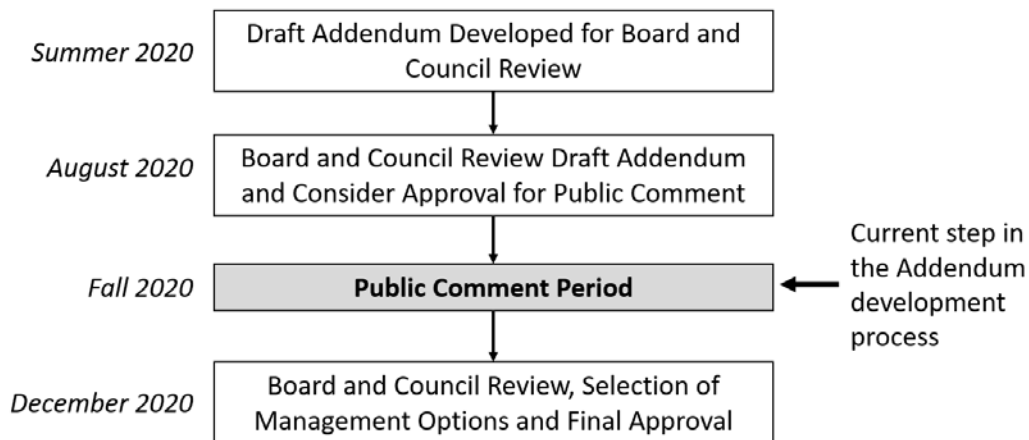 Summer 2020
Draft Addendum Developed for Board and
Council Review
August 2020
Board and Council Review Draft Addendum
and Consider Approval for Public Comment
Fall 2020
Public Comment Period
Current step in
the Addendum
development
process
December 2020
Board and Council Review, Selection of
Management Options and Final Approval